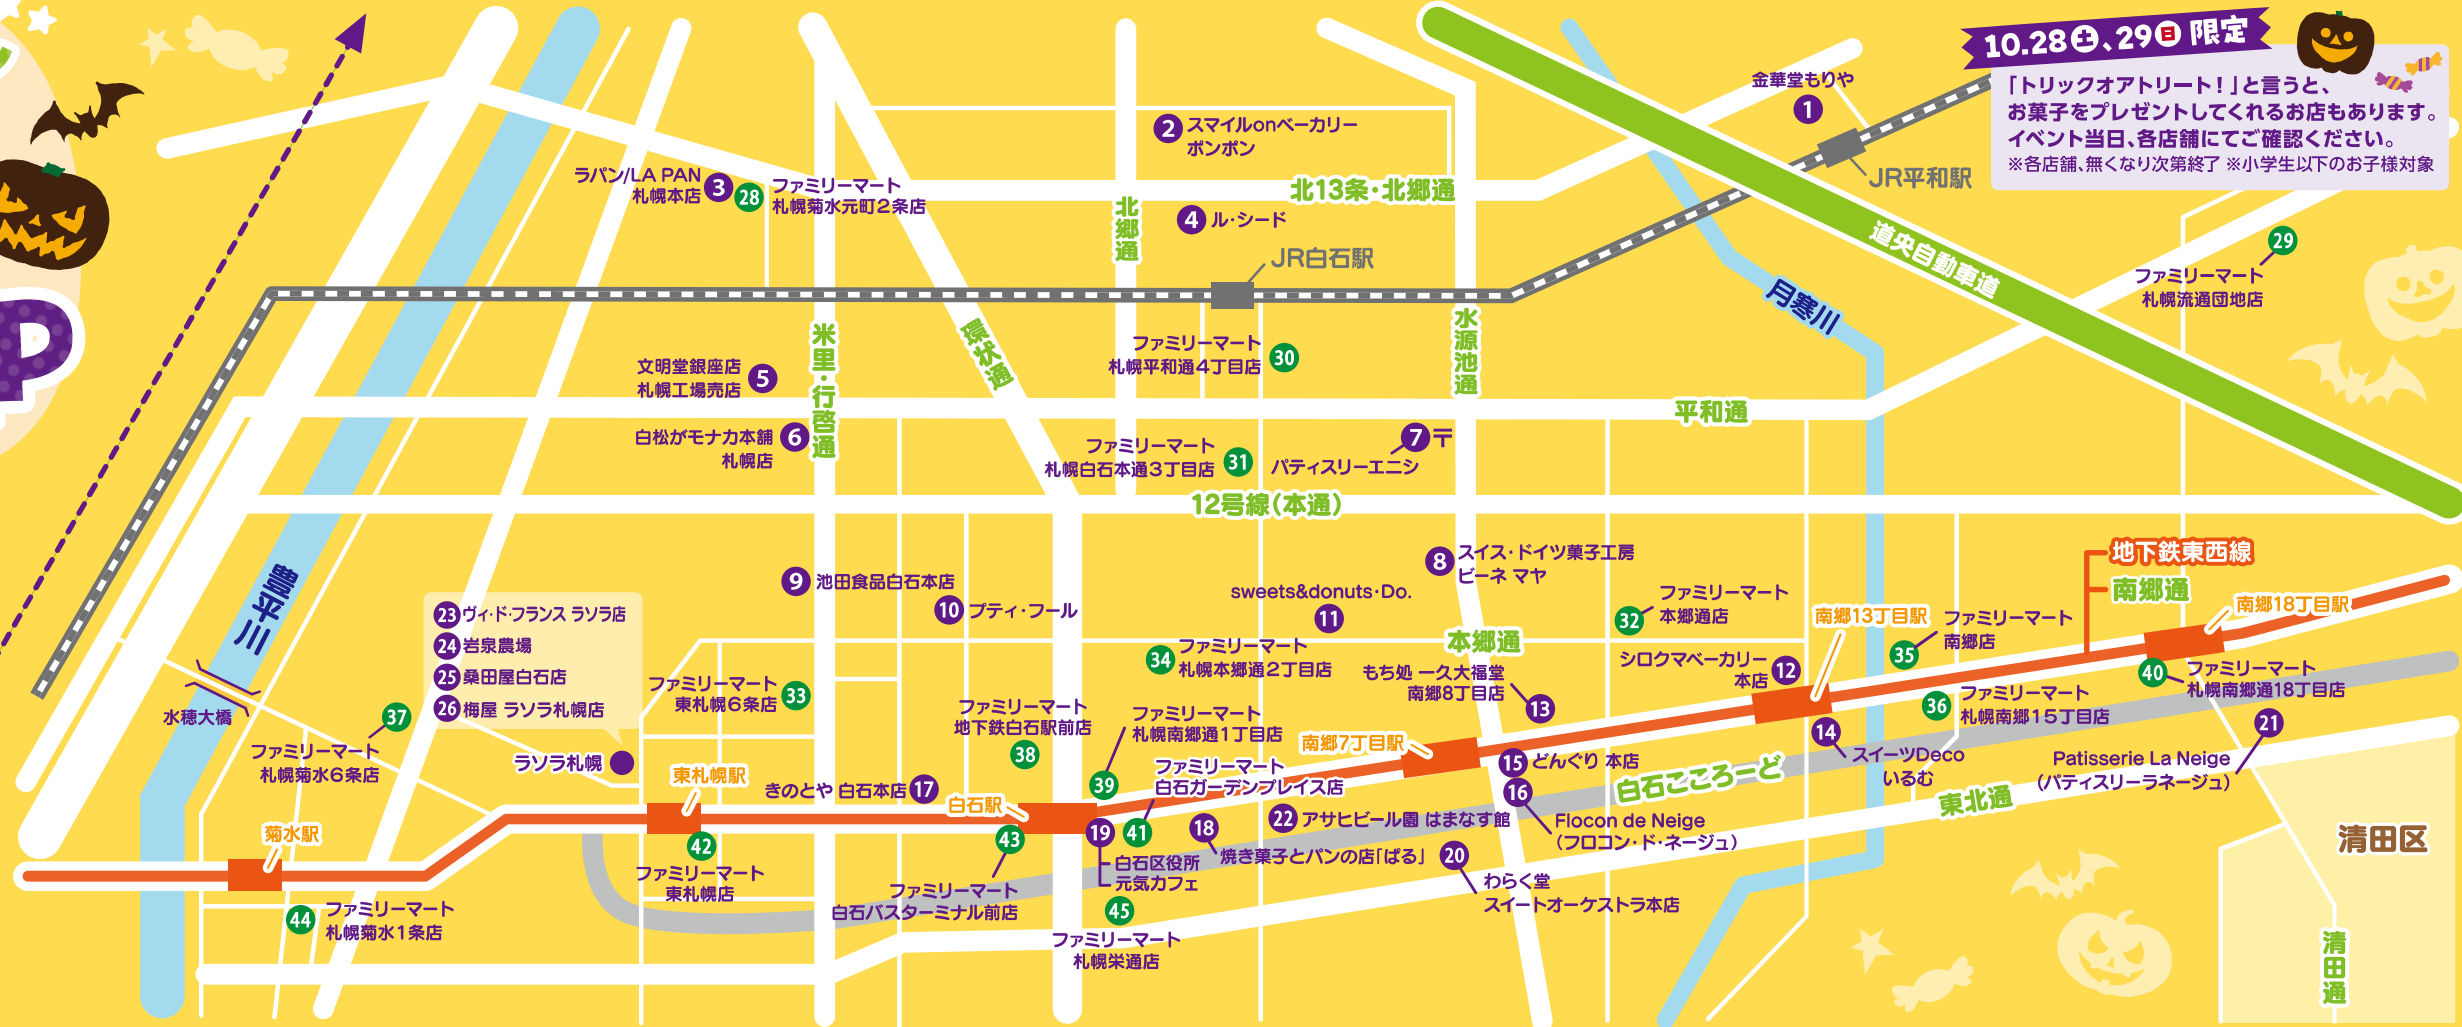 10.28土、29日 限定
「トリックオアトリート！」と言うと、
お菓子をプレゼントしてくれるお店もあります。
イベント当日、各店舗にてご確認ください。
※各店舗、無くなり次第終了 ※小学生以下のお子様対象
金華堂もりや
1
JR平和駅
2 スマイルonベーカリー
ポンポン
ラパン/LA PAN
札幌本店
3
28
ファミリーマート
札幌菊水元町2条店
北13条・北郷通
北郷通
4 ル・シード
JR白石駅
道央自動車道
月寒川
29
ファミリーマート
札幌流通団地店
米里・行啓通
環状通
水源池通
ファミリーマート
札幌平和通4丁目店
30
文明堂銀座店
札幌工場売店
5
白松がモナカ本舗
札幌店
6
平和通
ファミリーマート
札幌白石本通3丁目店
31
7 〒
パティスリーエニシ
12号線(本通)
8 スイス・ドイツ菓子工房
ビーネ マヤ
地下鉄東西線
南郷通
豊平川
9 池田食品白石本店
10 プティ・フール
sweets&donuts・Do.
11
32
ファミリーマート
本郷通店
南郷13丁目駅
35
ファミリーマート
南郷店
南郷18丁目駅
23 ヴィ・ド・フランス ラソラ店
24 岩泉農場
25 桑田屋白石店
26 梅屋 ラソラ札幌店
ラソラ札幌
本郷通
34
ファミリーマート
札幌本郷通2丁目店
もち処 一久大福堂
南郷8丁目店
13
シロクマベーカリー
本店
12
40
ファミリーマート
札幌南郷通18丁目店
36
ファミリーマート
札幌南郷15丁目店
水穂大橋
37
ファミリーマート
札幌菊水6条店
ファミリーマート
東札幌6条店
33
ファミリーマート
地下鉄白石駅前店
38
ファミリーマート
札幌南郷通1丁目店
39
南郷7丁目駅
14
スイーツDeco
いるむ
21
Patisserie La Neige
(パティスリーラネージュ)
東札幌駅
きのとや 白石本店
17
ファミリーマート
白石ガーデンプレイス店
41
15 どんぐり 本店
16
Flocon de Neige
(フロコン・ド・ネージュ)
白石こころーど
東北通
菊水駅
白石駅
42
ファミリーマート
東札幌店
43
ファミリーマート
白石バスターミナル前店
19
白石区役所
元気カフェ
18
焼き菓子とパンの店「ぱる」
22 アサヒビール園 はまなす館
20
わらく堂
スイートオーケストラ本店
44
ファミリーマート
札幌菊水1条店
45
ファミリーマート
札幌栄通店
清田区
清田通
P